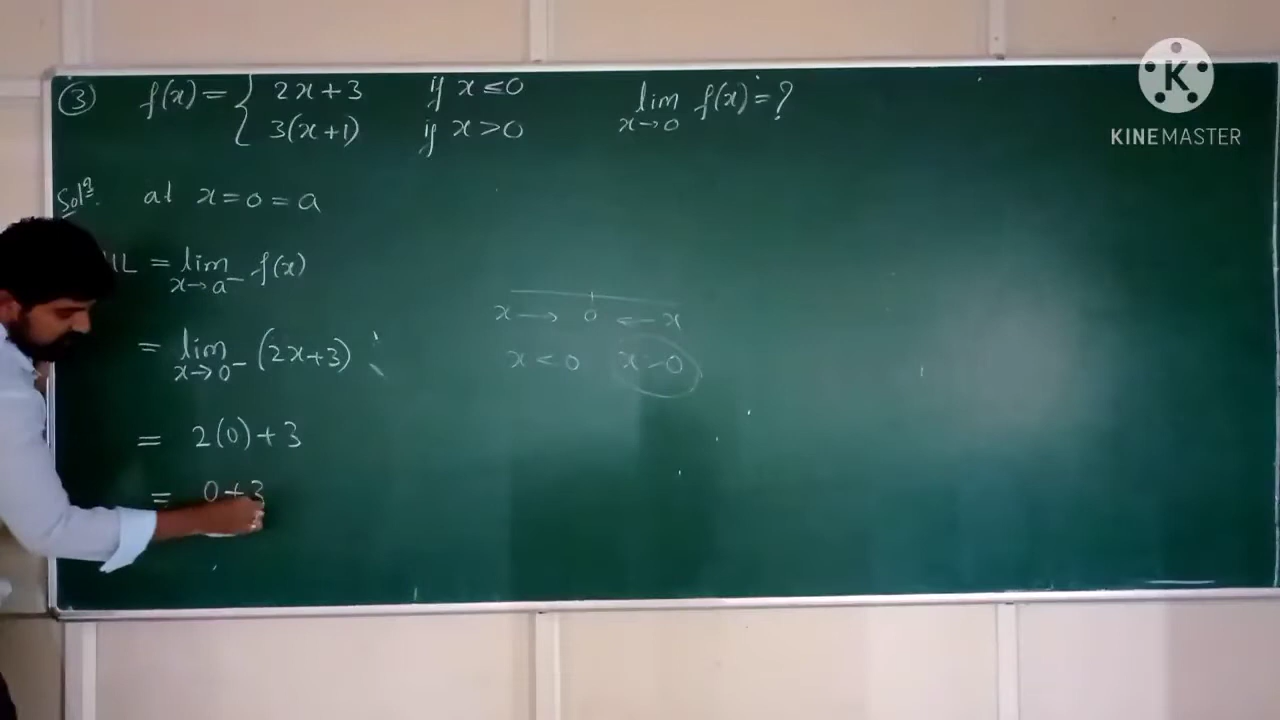 ③ f(x) = { 2x+3 if x ≤ 0
3(x+1) if x > 0
lim x→0 f(x) = ?
Solⁿ. at x = 0 = a
HL = lim x→a⁻ f(x)
= lim x→0⁻ (2x+3)
= 2(0) + 3
= 0 + 3
x → 0 ← x
x < 0 x > 0
K
KINEMASTER